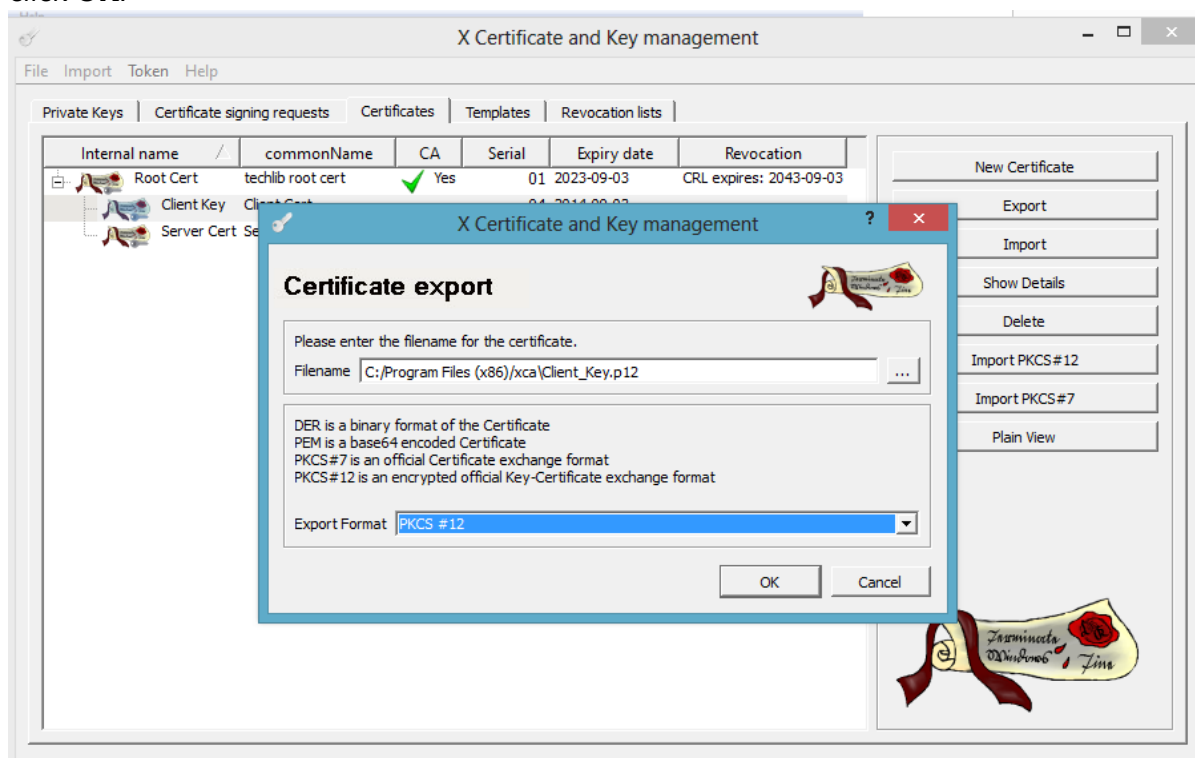 click OK.
X Certificate and Key management
File Import Token Help
Private Keys Certificate signing requests Certificates Templates Revocation lists
Internal name commonName CA Serial Expiry date Revocation
Root Cert techlib root cert Yes 01 2023-09-03 CRL expires: 2043-09-03
Client Key
Server Cert Se
New Certificate
Export
Import
Show Details
Delete
Import PKCS#12
Import PKCS#7
Plain View
X Certificate and Key management ?
Certificate export
Please enter the filename for the certificate.
Filename C:/Program Files (x86)/xca\Client_Key.p12 ...
DER is a binary format of the Certificate
PEM is a base64 encoded Certificate
PKCS#7 is an official Certificate exchange format
PKCS#12 is an encrypted official Key-Certificate exchange format
Export Format PKCS #12
OK Cancel